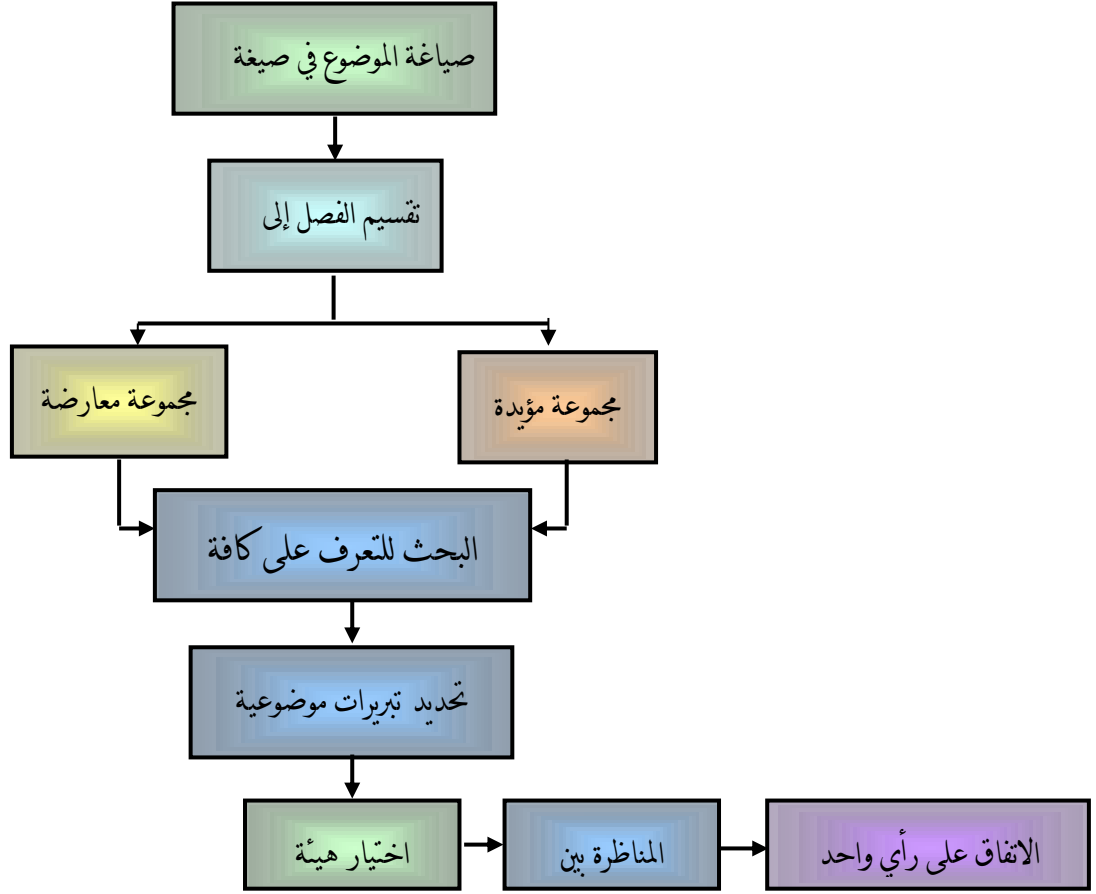 صياغة الموضوع في صيغة
تقسيم الفصل إلى
مجموعة مؤيدة
مجموعة معارضة
البحث للتعرف على كافة
تحديد تبريرات موضوعية
اختيار هيئة
المناظرة بين
الاتفاق على رأي واحد